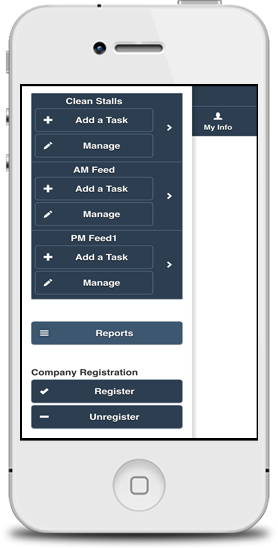 Clean Stalls
Add a Task
My Info
Manage
AM Feed
Add a Task
Manage
PM Feed1
Add a Task
Manage
Reports
Company Registration
Register
Unregister